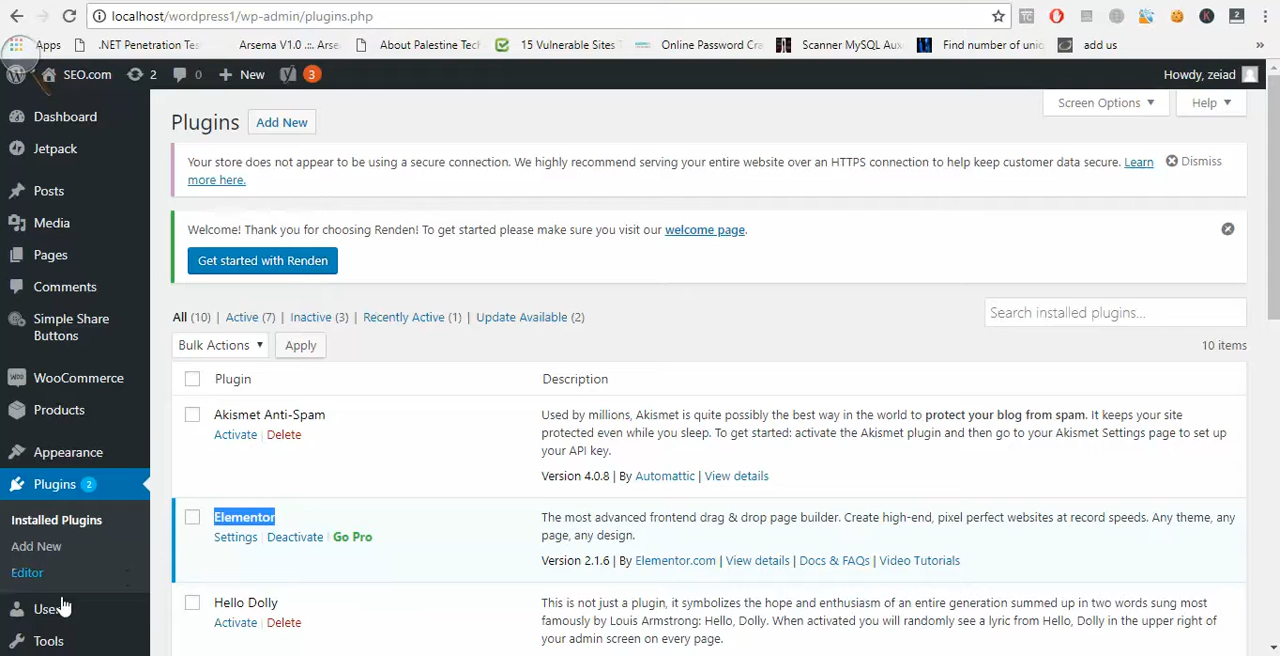 localhost/wordpress1/wp-admin/plugins.php
Apps .NET Penetration Tes Arsema V1.0 .:. Arse About Palestine Tech 15 Vulnerable Sites Online Password Cra Scanner MySQL Aux Find number of uni add us »
SEO.com 2 0 + New 3 Howdy, zeiad
Dashboard
Jetpack
Posts
Media
Pages
Comments
Simple Share
Buttons
WooCommerce
Products
Appearance
Plugins 2
Installed Plugins
Add New
Editor
Use
Tools
Screen Options ▼ Help ▼
Plugins Add New
Your store does not appear to be using a secure connection. We highly recommend serving your entire website over an HTTPS connection to help keep customer data secure. Learn
more here.
Dismiss
Welcome! Thank you for choosing Renden! To get started please make sure you visit our welcome page.
Get started with Renden
All (10) | Active (7) | Inactive (3) | Recently Active (1) | Update Available (2)
Search installed plugins...
Bulk Actions ▼ Apply
10 items
Plugin Description
Akismet Anti-Spam
Activate | Delete
Used by millions, Akismet is quite possibly the best way in the world to protect your blog from spam. It keeps your site
protected even while you sleep. To get started: activate the Akismet plugin and then go to your Akismet Settings page to set up
your API key.
Version 4.0.8 | By Automattic | View details
Elementor
Settings | Deactivate | Go Pro
The most advanced frontend drag & drop page builder. Create high-end, pixel perfect websites at record speeds. Any theme, any
page, any design.
Version 2.1.6 | By Elementor.com | View details | Docs & FAQs | Video Tutorials
Hello Dolly
Activate | Delete
This is not just a plugin, it symbolizes the hope and enthusiasm of an entire generation summed up in two words sung most
famously by Louis Armstrong: Hello, Dolly. When activated you will randomly see a lyric from Hello, Dolly in the upper right of
your admin screen on every page.